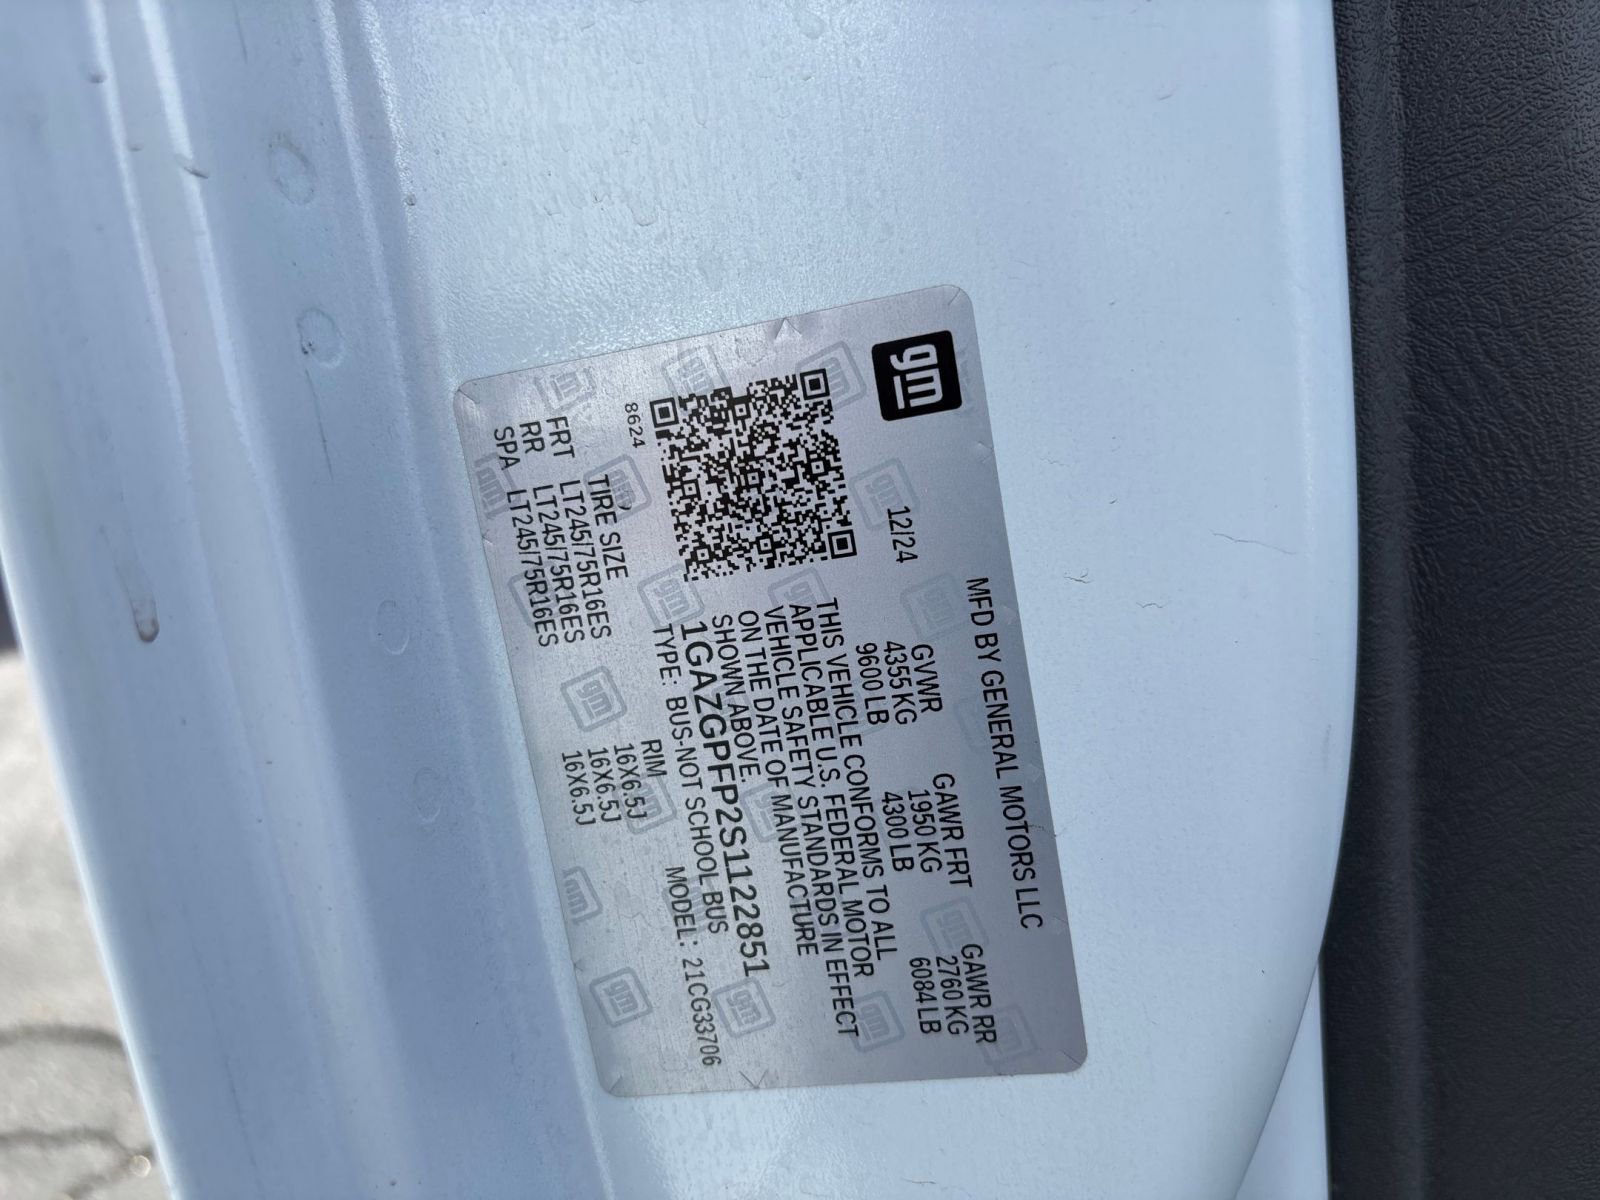 gm
MFD BY GENERAL MOTORS LLC
12/24
GVWR GAWR FRT GAWR RR
4355 KG 1950 KG 2760 KG
9600 LB 4300 LB 6084 LB
THIS VEHICLE CONFORMS TO ALL
APPLICABLE U.S. FEDERAL MOTOR
VEHICLE SAFETY STANDARDS IN EFFECT
ON THE DATE OF MANUFACTURE
SHOWN ABOVE.
1GAZGPFP2S1122851
TYPE: BUS-NOT SCHOOL BUS
MODEL: 21CG33706
8624
TIRE SIZE RIM
FRT LT245/75R16ES 16X6.5J
RR LT245/75R16ES 16X6.5J
SPA LT245/75R16ES 16X6.5J